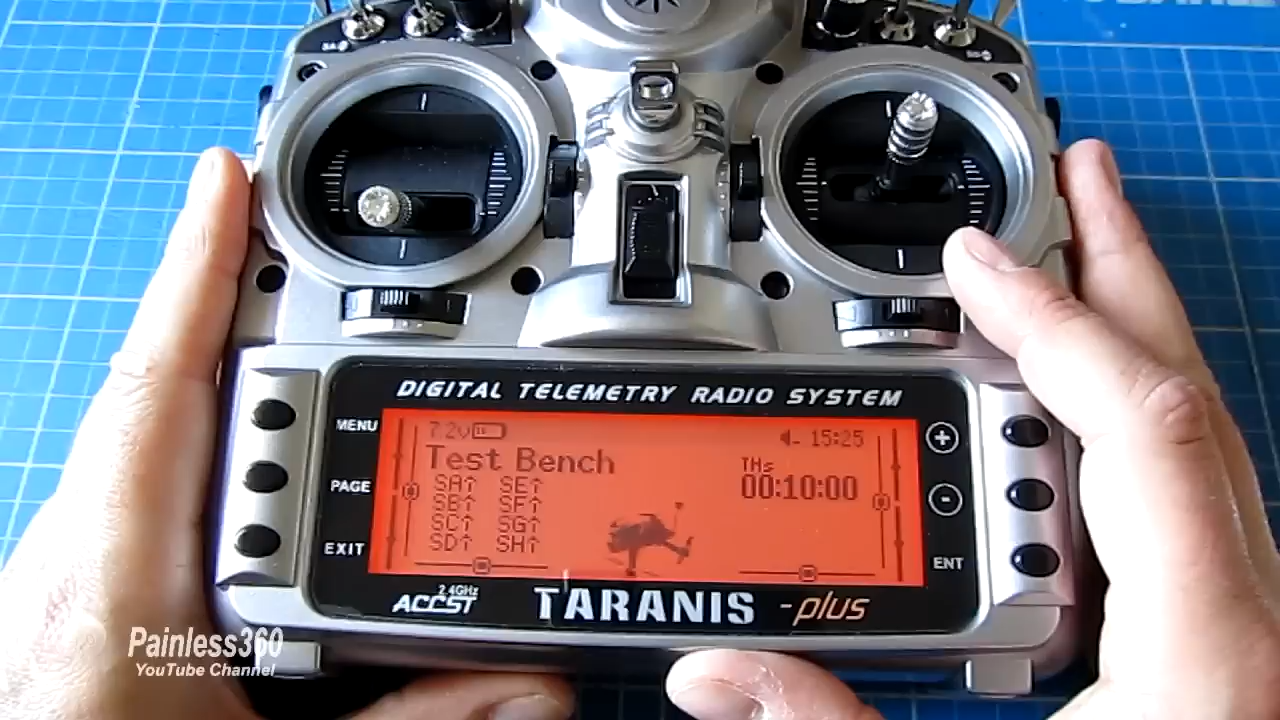 DIGITAL TELEMETRY RADIO SYSTEM
MENU
PAGE
EXIT
7.2v
15:25
Test Bench
THs
00:10:00
SA↑ SE↑
SB↑ SF↑
SC↑ SG↑
SD↑ SH↑
ENT
2.4GHz
ACCST
TARANIS -plus
Painless360
YouTube Channel